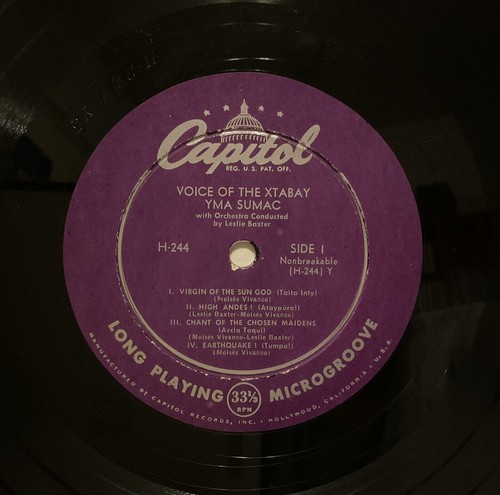 Capitol
REG. U.S. PAT. OFF.
VOICE OF THE XTABAY
YMA SUMAC
with Orchestra Conducted
by Leslie Baxter
H-244
SIDE 1
Nonbreakable
(H-244) Y
I. VIRGIN OF THE SUN GOD (Taita Inty)
(Moisés Vivanco)
II. HIGH ANDES! (Ataypúra!)
(Leslie Baxter-Moises Vivanco)
III. CHANT OF THE CHOSEN MAIDENS
(Accla Taqui)
(Moises Vivanco-Leslie Baxter)
IV. EARTHQUAKE! (Tumpa!)
(Moisés Vivanco)
LONG PLAYING 33⅓ RPM MICROGROOVE
MANUFACTURED BY CAPITOL RECORDS, INC. • HOLLYWOOD, CALIFORNIA • U.S.A.